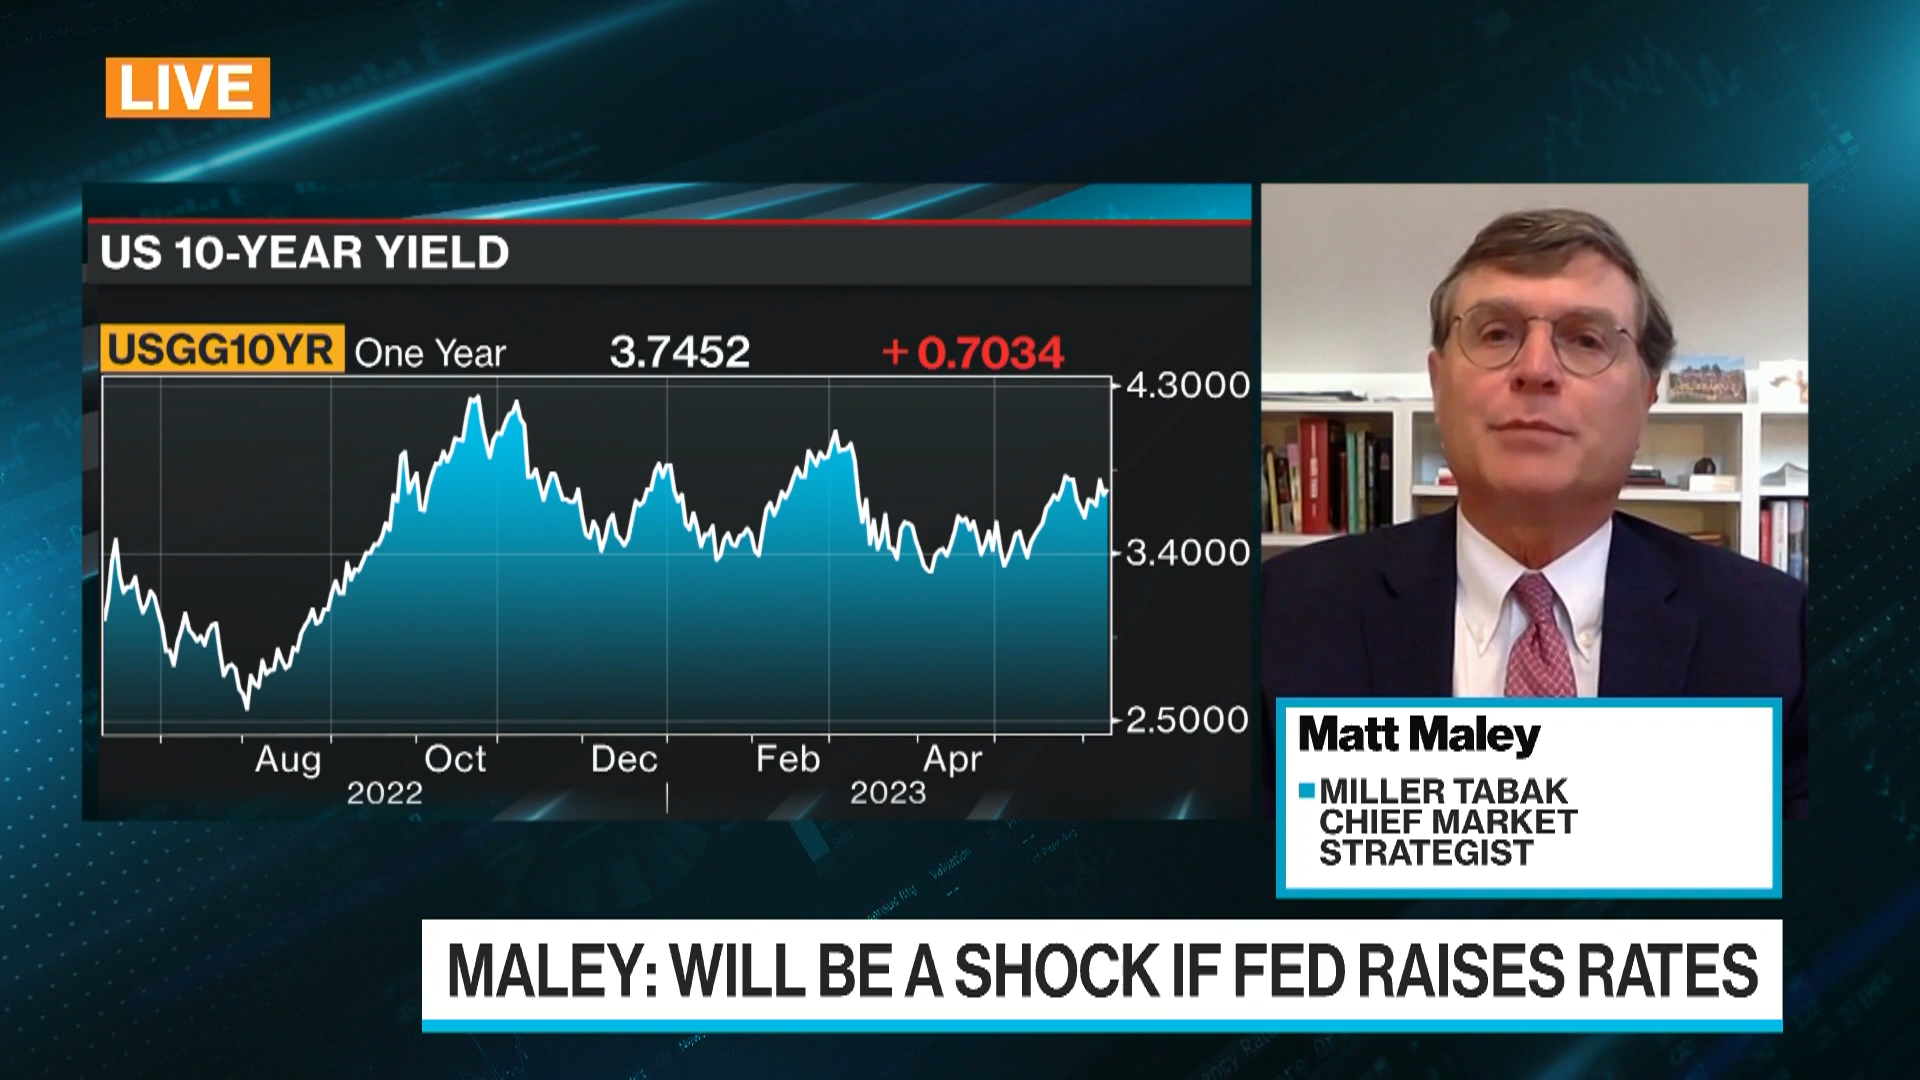 LIVE
US 10-YEAR YIELD
USGG10YR One Year 3.7452 +0.7034
4.3000
3.4000
2.5000
Aug Oct Dec Feb Apr
2022 2023
Matt Maley
MILLER TABAK
CHIEF MARKET
STRATEGIST
MALEY: WILL BE A SHOCK IF FED RAISES RATES